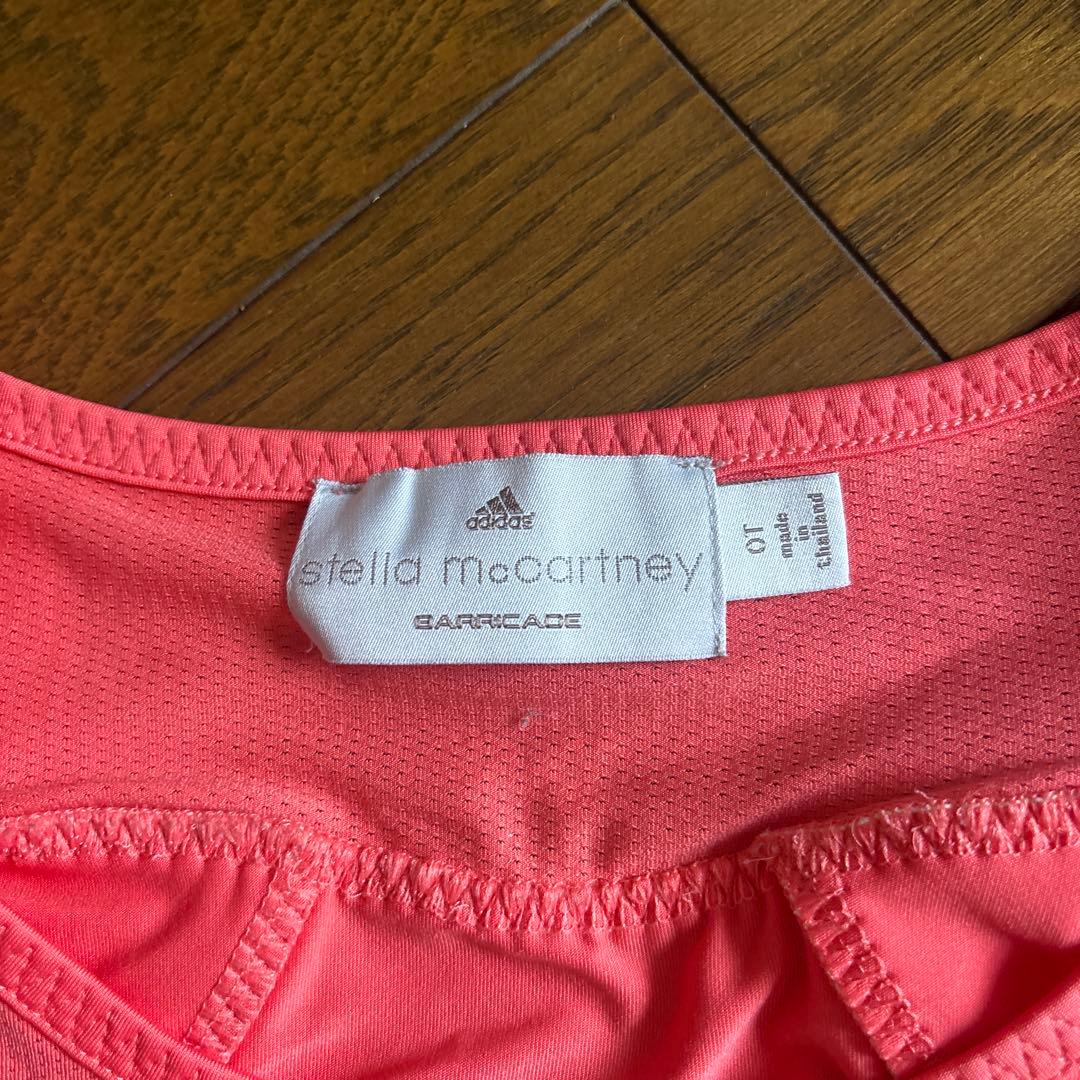 adidas
stella mccartney
BARRICADE
OT
made
in
thailand